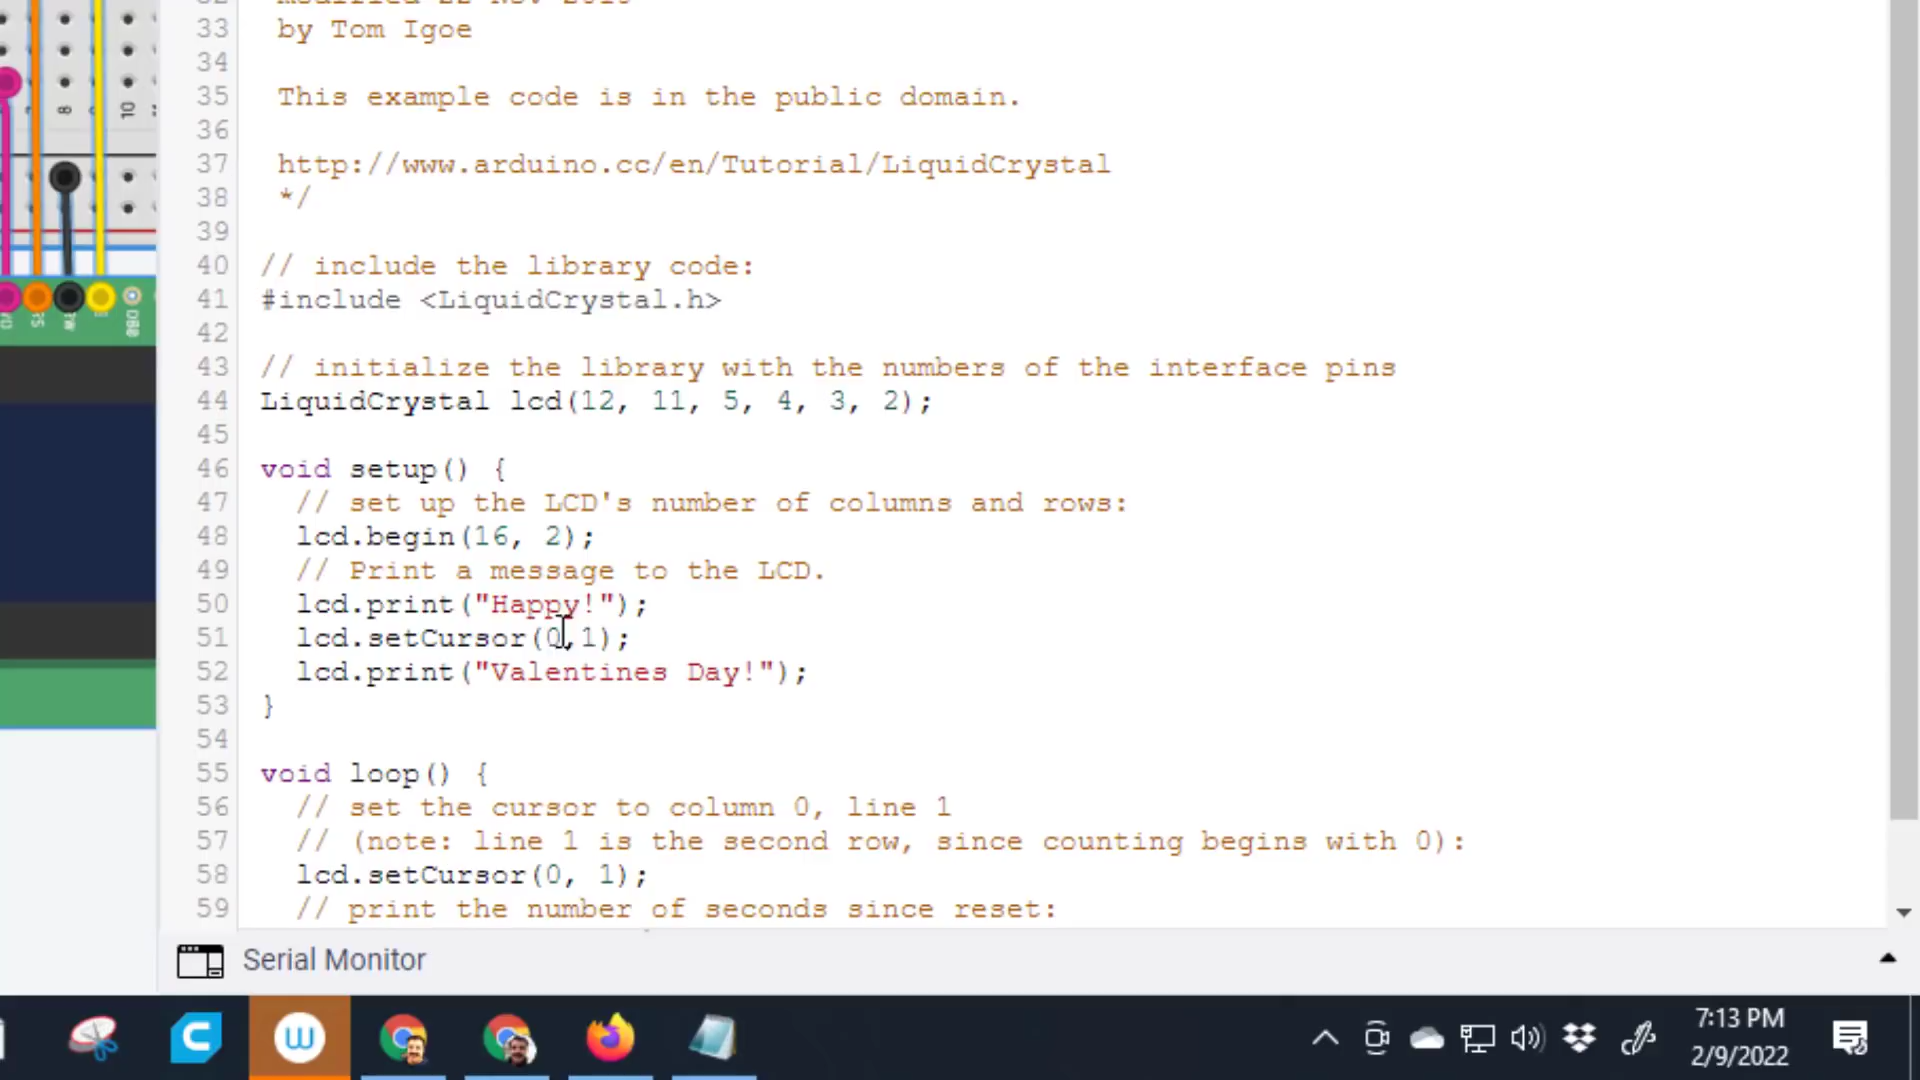 8
10
RS
RW
DB0
32
33 by Tom Igoe
34
35 This example code is in the public domain.
36
37 http://www.arduino.cc/en/Tutorial/LiquidCrystal
38 */
39
40 // include the library code:
41 #include <LiquidCrystal.h>
42
43 // initialize the library with the numbers of the interface pins
44 LiquidCrystal lcd(12, 11, 5, 4, 3, 2);
45
46 void setup() {
47 // set up the LCD's number of columns and rows:
48 lcd.begin(16, 2);
49 // Print a message to the LCD.
50 lcd.print("Happy!");
51 lcd.setCursor(0,1);
52 lcd.print("Valentines Day!");
53 }
54
55 void loop() {
56 // set the cursor to column 0, line 1
57 // (note: line 1 is the second row, since counting begins with 0):
58 lcd.setCursor(0, 1);
59 // print the number of seconds since reset:
Serial Monitor
7:13 PM
2/9/2022